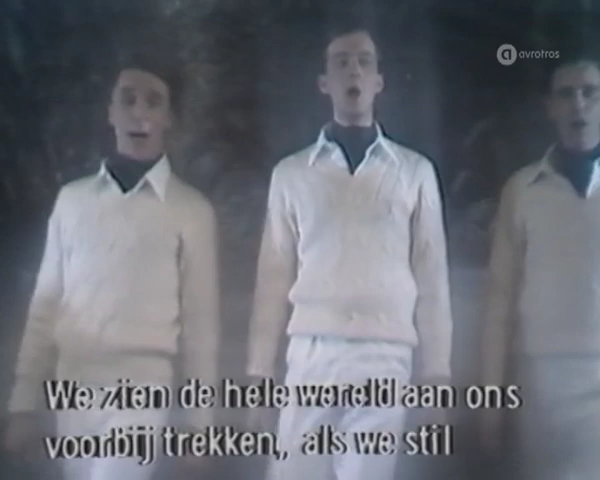 avrotros
We zien de hele wereld aan ons
voorbij trekken,, als we stil